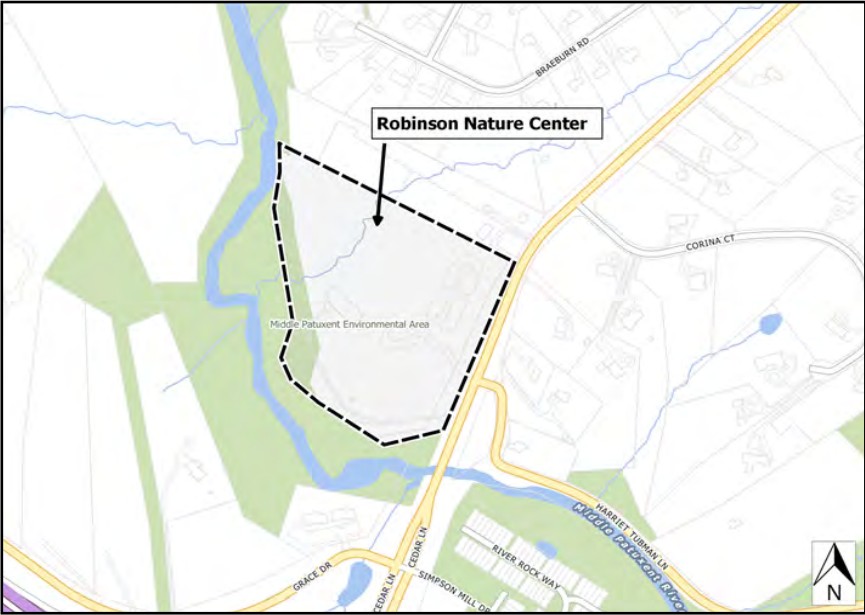 BRAEBURN RD
Robinson Nature Center
CORINA CT
Middle Patuxent Environmental Area
HARRIET TUBMAN LN
Middle Patuxent River
CEDAR LN
RIVER ROCK WAY
GRACE DR
CEDAR LN
SIMPSON MILL DR
N